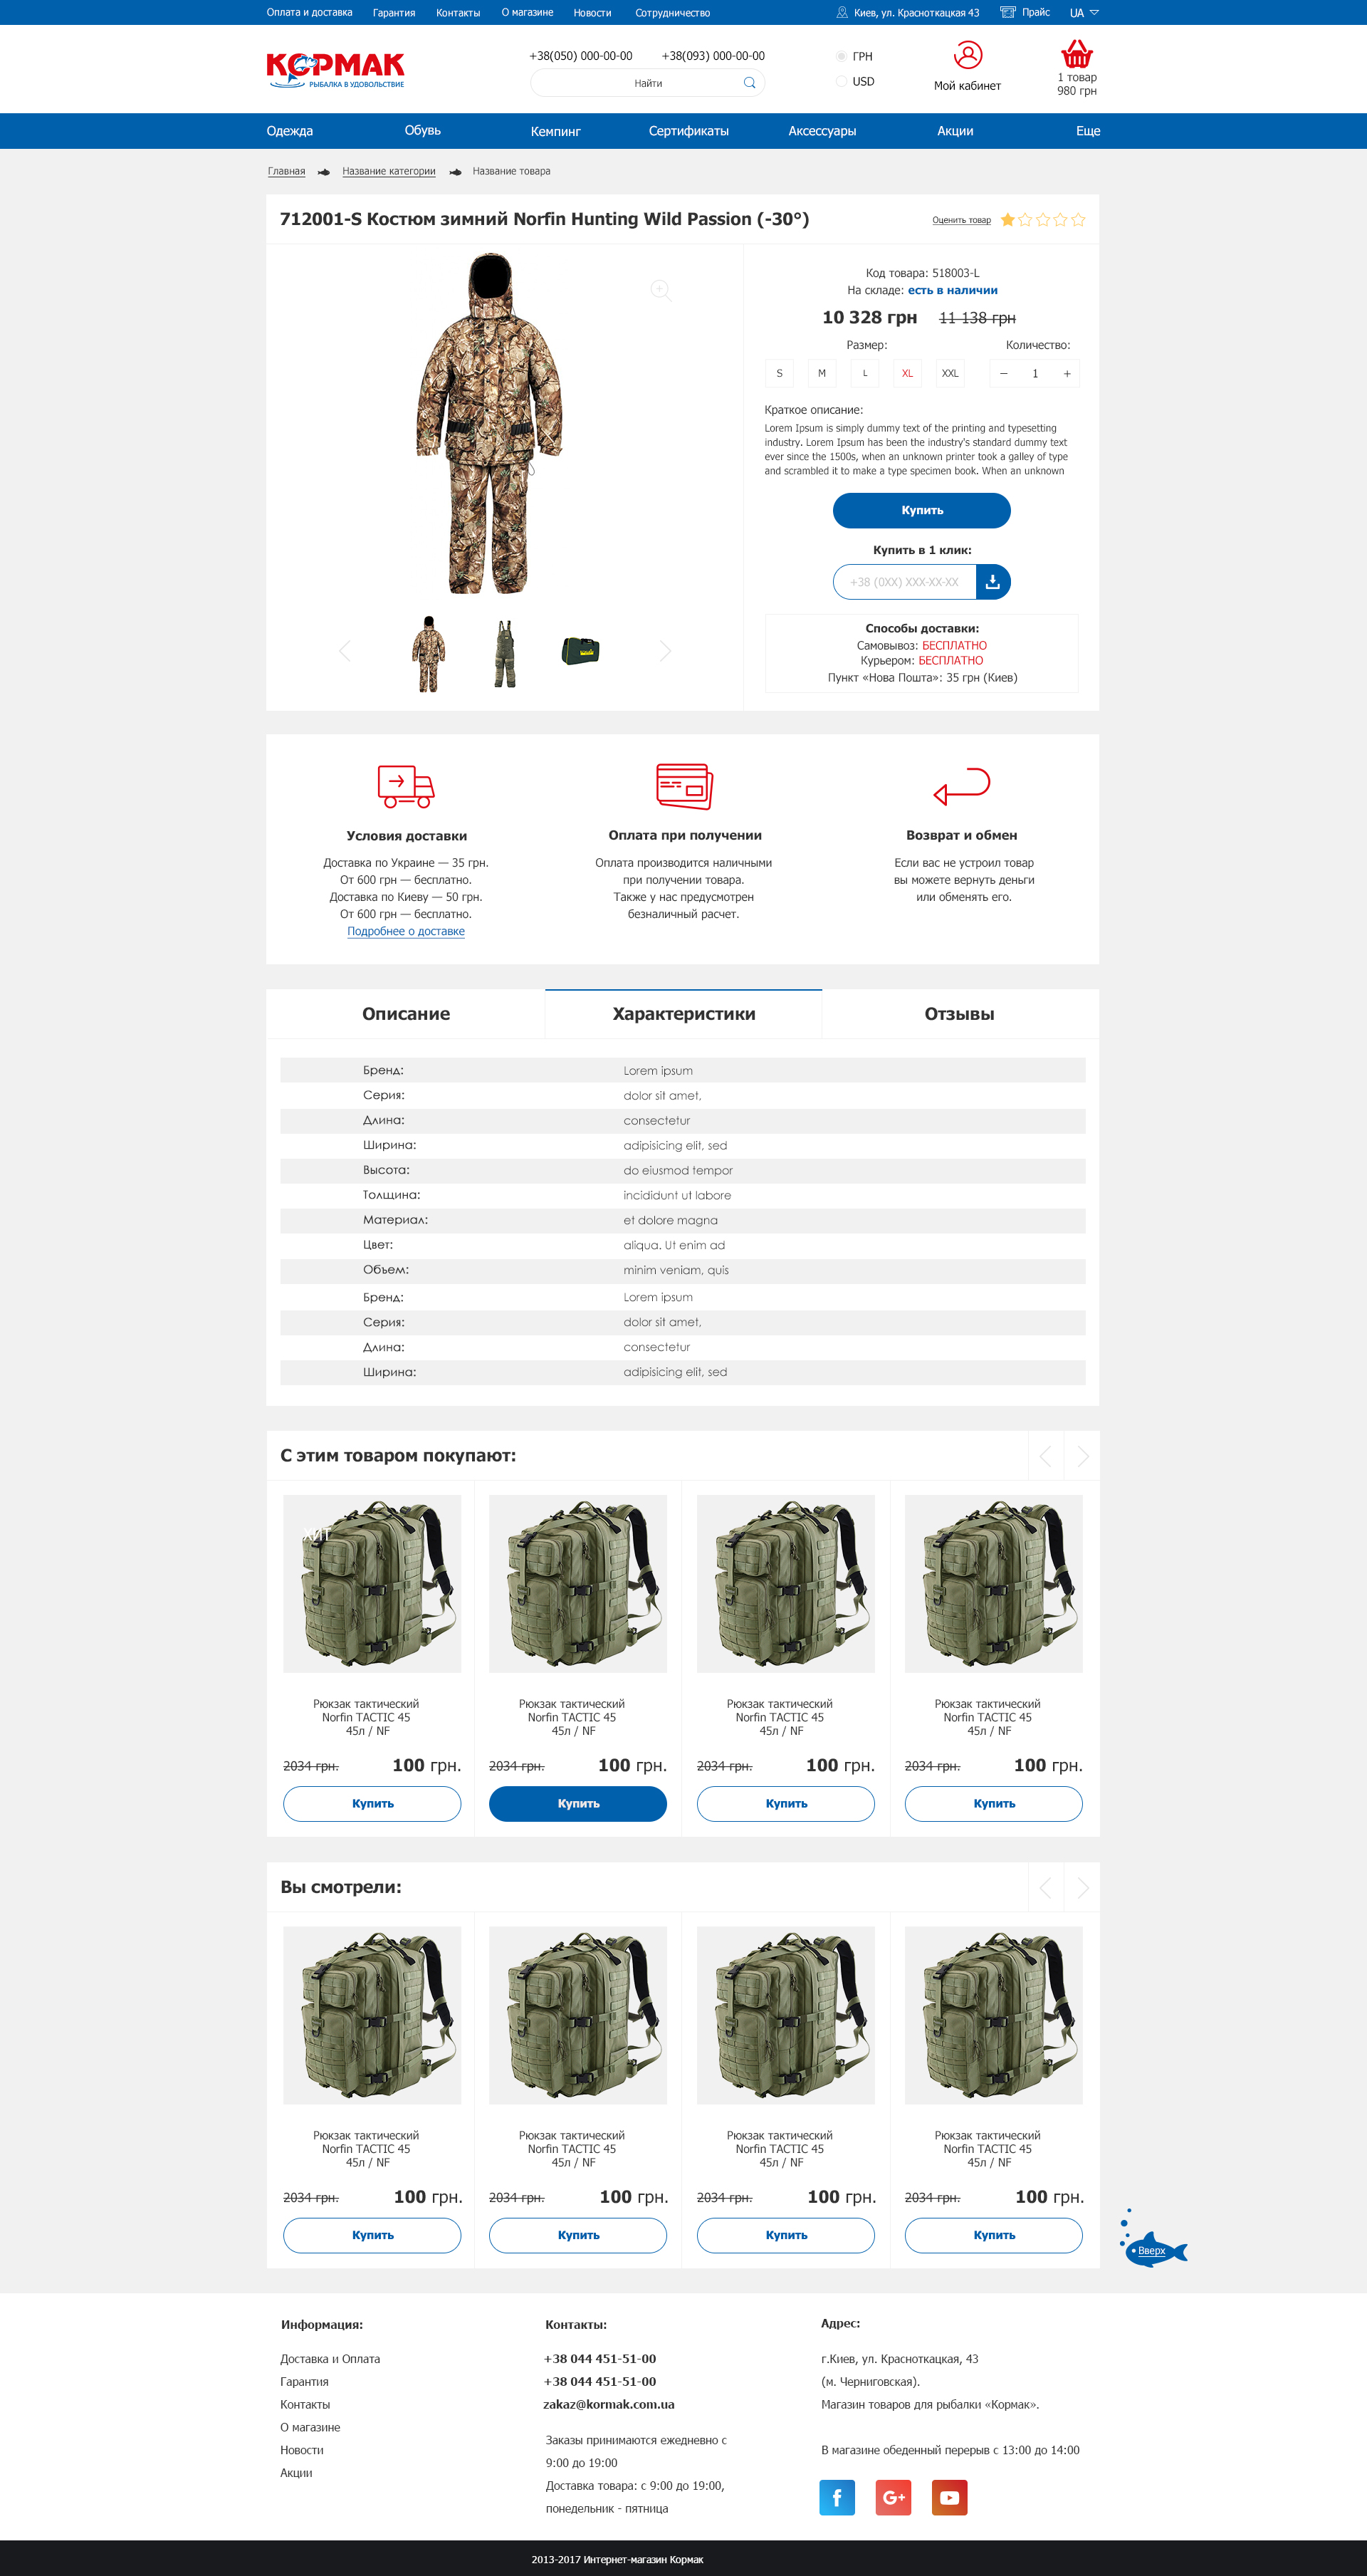 Оплата и доставка Гарантия Контакты О магазине Новости Сотрудничество Киев, ул. Красноткацкая 43 Прайс UA
КОРМАК
РЫБАЛКА В УДОВОЛЬСТВИЕ
+38(050) 000-00-00 +38(093) 000-00-00
Найти
ГРН
USD
Мой кабинет
1 товар
980 грн
Одежда Обувь Кемпинг Сертификаты Аксессуары Акции Еще
Главная Название категории Название товара
712001-S Костюм зимний Norfin Hunting Wild Passion (-30°)
Оценить товар
Код товара: 518003-L
На складе: есть в наличии
10 328 грн 11 138 грн
Размер: Количество:
S M L XL XXL — 1 +
Краткое описание:
Lorem Ipsum is simply dummy text of the printing and typesetting
industry. Lorem Ipsum has been the industry's standard dummy text
ever since the 1500s, when an unknown printer took a galley of type
and scrambled it to make a type specimen book. When an unknown
Купить
Купить в 1 клик:
+38 (0XX) XXX-XX-XX
Способы доставки:
Самовывоз: БЕСПЛАТНО
Курьером: БЕСПЛАТНО
Пункт «Нова Пошта»: 35 грн (Киев)
Условия доставки
Доставка по Украине — 35 грн.
От 600 грн — бесплатно.
Доставка по Киеву — 50 грн.
От 600 грн — бесплатно.
Подробнее о доставке
Оплата при получении
Оплата производится наличными
при получении товара.
Также у нас предусмотрен
безналичный расчет.
Возврат и обмен
Если вас не устроил товар
вы можете вернуть деньги
или обменять его.
Описание Характеристики Отзывы
Бренд: Lorem ipsum
Серия: dolor sit amet,
Длина: consectetur
Ширина: adipisicing elit, sed
Высота: do eiusmod tempor
Толщина: incididunt ut labore
Материал: et dolore magna
Цвет: aliqua. Ut enim ad
Объем: minim veniam, quis
Бренд: Lorem ipsum
Серия: dolor sit amet,
Длина: consectetur
Ширина: adipisicing elit, sed
С этим товаром покупают:
ХИТ
Рюкзак тактический
Norfin TACTIC 45
45л / NF
2034 грн. 100 грн.
Купить
Рюкзак тактический
Norfin TACTIC 45
45л / NF
2034 грн. 100 грн.
Купить
Рюкзак тактический
Norfin TACTIC 45
45л / NF
2034 грн. 100 грн.
Купить
Рюкзак тактический
Norfin TACTIC 45
45л / NF
2034 грн. 100 грн.
Купить
Вы смотрели:
Рюкзак тактический
Norfin TACTIC 45
45л / NF
2034 грн. 100 грн.
Купить
Рюкзак тактический
Norfin TACTIC 45
45л / NF
2034 грн. 100 грн.
Купить
Рюкзак тактический
Norfin TACTIC 45
45л / NF
2034 грн. 100 грн.
Купить
Рюкзак тактический
Norfin TACTIC 45
45л / NF
2034 грн. 100 грн.
Купить
Вверх
Информация:
Доставка и Оплата
Гарантия
Контакты
О магазине
Новости
Акции
Контакты:
+38 044 451-51-00
+38 044 451-51-00
zakaz@kormak.com.ua
Заказы принимаются ежедневно с
9:00 до 19:00
Доставка товара: с 9:00 до 19:00,
понедельник - пятница
Адрес:
г.Киев, ул. Красноткацкая, 43
(м. Черниговская).
Магазин товаров для рыбалки «Кормак».
В магазине обеденный перерыв с 13:00 до 14:00
f G+
2013-2017 Интернет-магазин Кормак